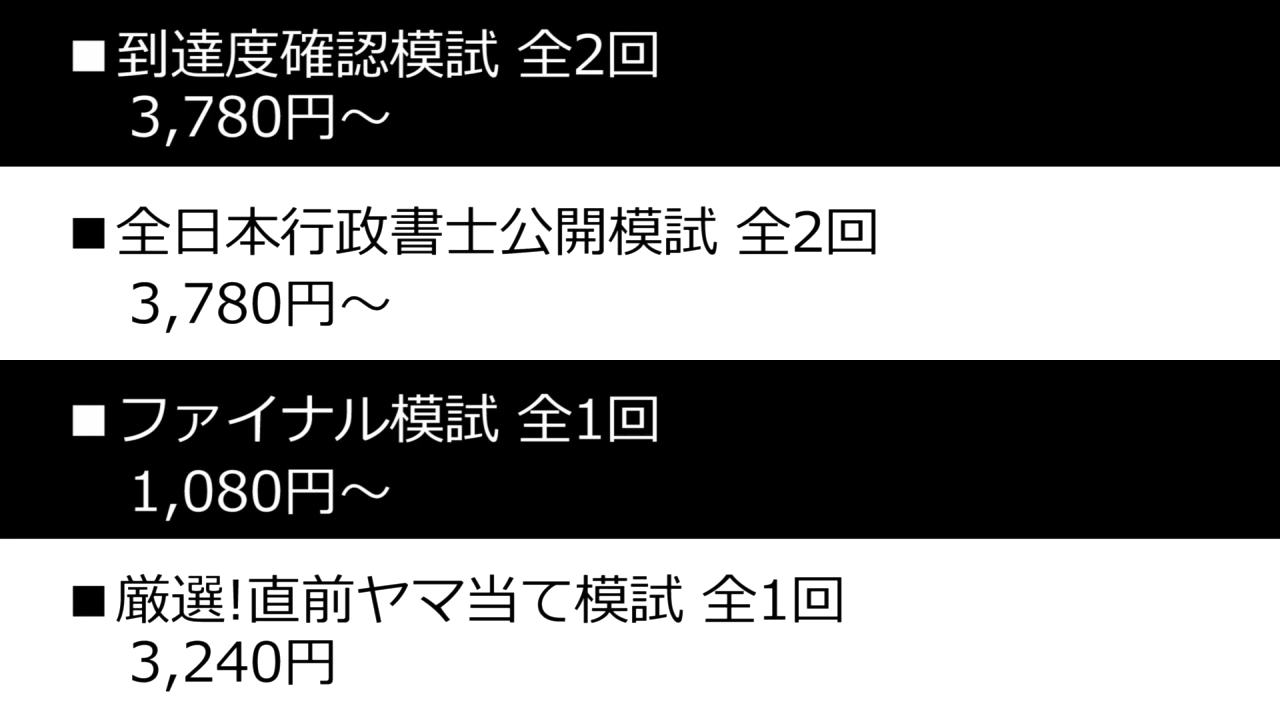 ■到達度確認模試 全2回
3,780円～
■全日本行政書士公開模試 全2回
3,780円～
■ファイナル模試 全1回
1,080円～
■厳選!直前ヤマ当て模試 全1回
3,240円